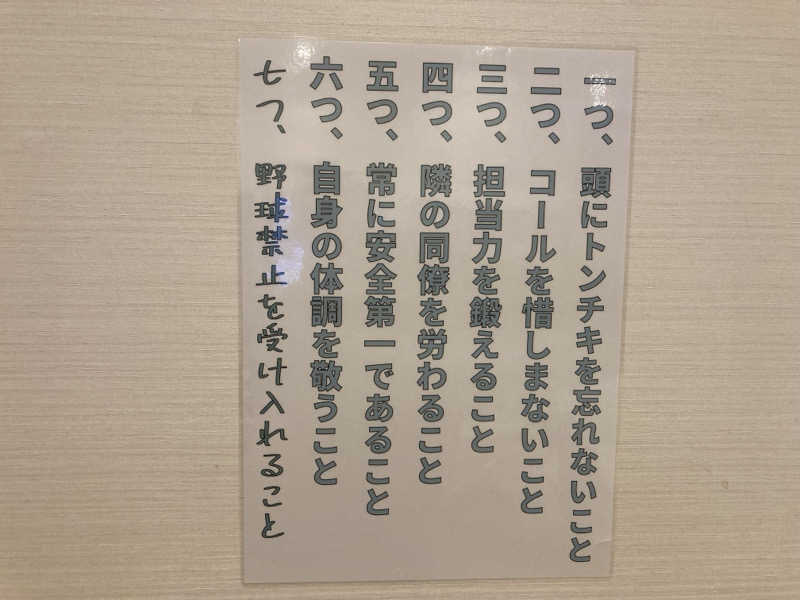 一つ、頭にトンチキを忘れないこと
二つ、コールを惜しまないこと
三つ、担当力を鍛えること
四つ、隣の同僚を労わること
五つ、常に安全第一であること
六つ、自身の体調を敬うこと
七つ、野球禁止を受け入れること